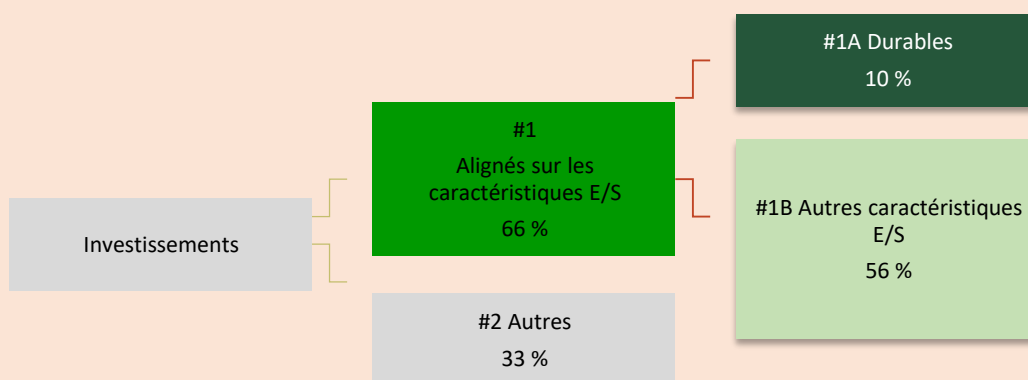 Investissements
#1
Alignés sur les
caractéristiques E/S
66 %
#2 Autres
33 %
#1A Durables
10 %
#1B Autres caractéristiques
E/S
56 %